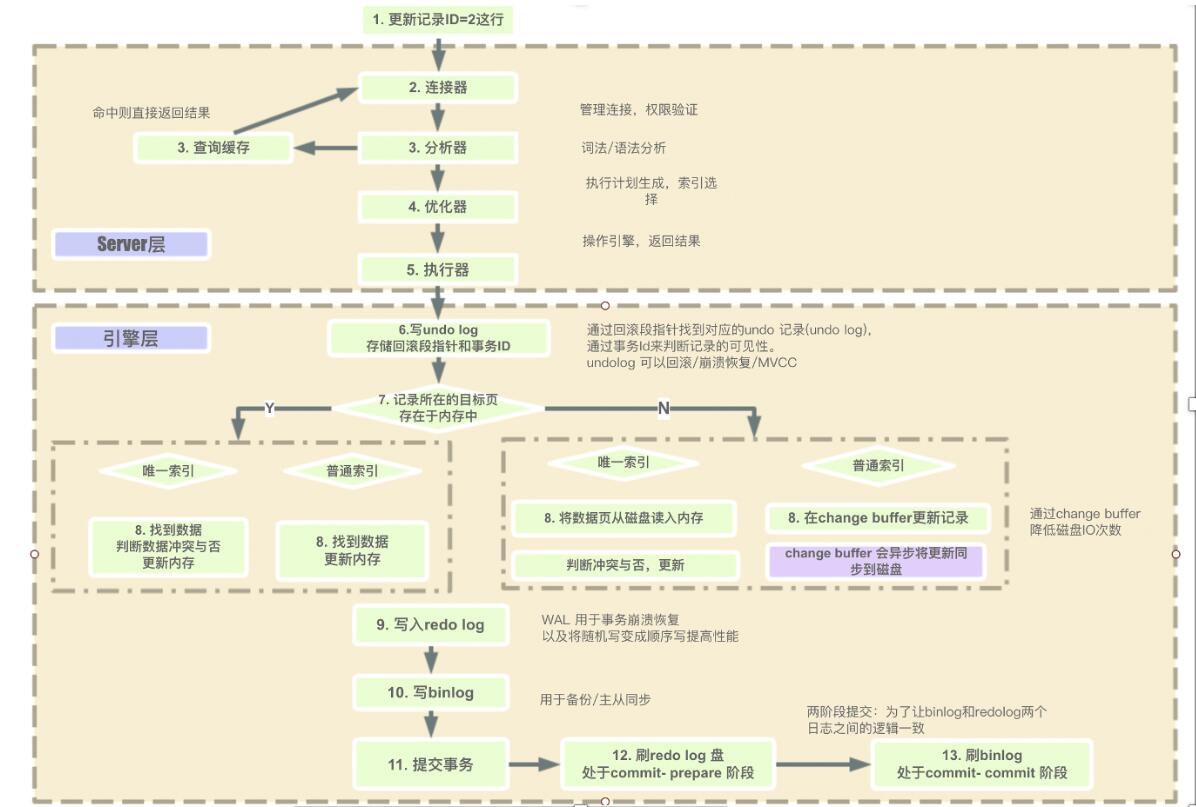 1. 更新记录ID=2这行
2. 连接器
命中则直接返回结果
管理连接，权限验证
3. 查询缓存
3. 分析器
词法/语法分析
执行计划生成，索引选
择
4. 优化器
Server层
操作引擎，返回结果
5. 执行器
引擎层
6.写undo log
存储回滚段指针和事务ID
通过回滚段指针找到对应的undo 记录(undo log)，
通过事务Id来判断记录的可见性。
undolog 可以回滚/崩溃恢复/MVCC
7. 记录所在的目标页
存在于内存中
Y
N
唯一索引
普通索引
唯一索引
普通索引
8. 找到数据
判断数据冲突与否
更新内存
8. 找到数据
更新内存
8. 将数据页从磁盘读入内存
判断冲突与否，更新
8. 在change buffer更新记录
change buffer 会异步将更新同
步到磁盘
通过change buffer
降低磁盘IO次数
9. 写入redo log
WAL 用于事务崩溃恢复
以及将随机写变成顺序写提高性能
10. 写binlog
用于备份/主从同步
两阶段提交：为了让binlog和redolog两个
日志之间的逻辑一致
11. 提交事务
12. 刷redo log 盘
处于commit- prepare 阶段
13. 刷binlog
处于commit- commit 阶段